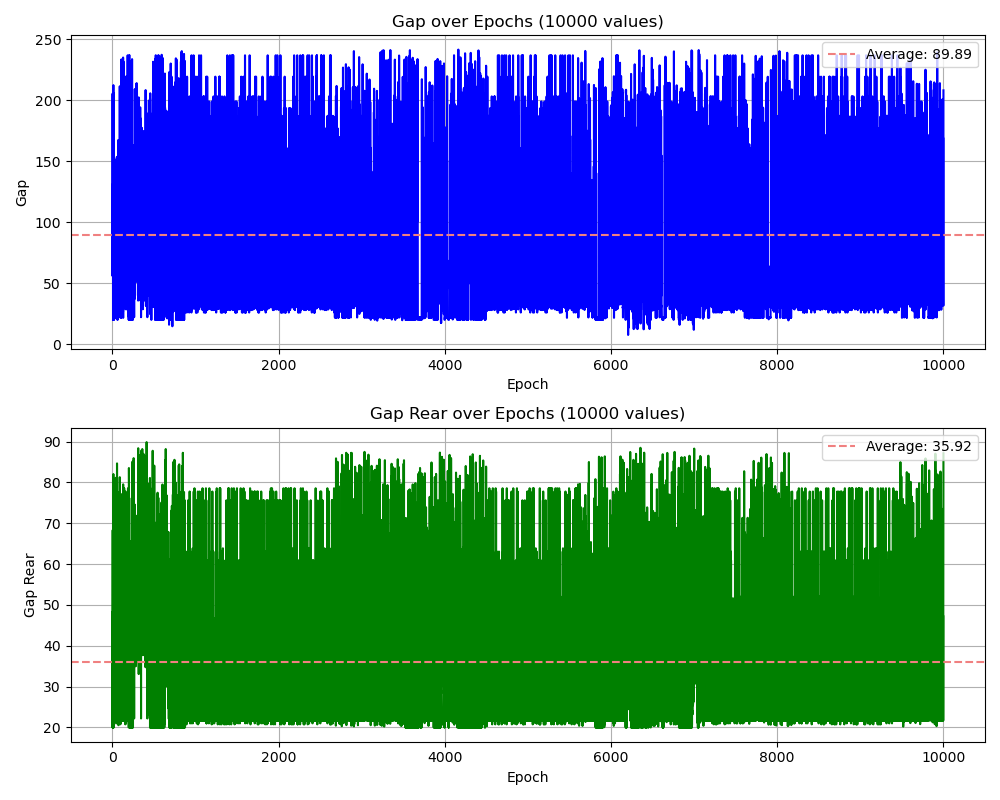 Gap over Epochs (10000 values)
250
200
150
100
50
0
Gap
Average: 89.89
0 2000 4000 6000 8000 10000
Epoch
Gap Rear over Epochs (10000 values)
90
80
70
60
50
40
30
20
Gap Rear
Average: 35.92
0 2000 4000 6000 8000 10000
Epoch